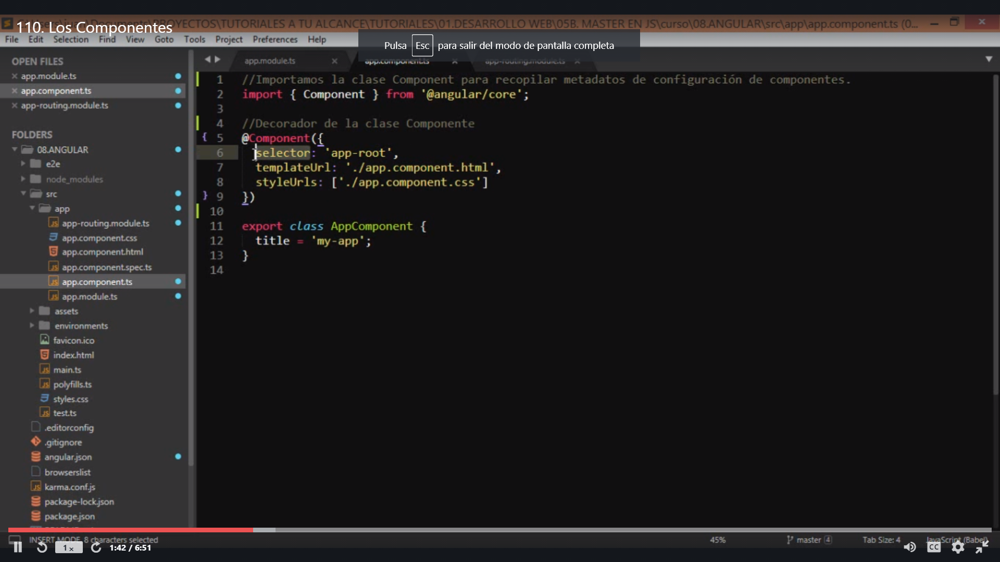 110. Los Componentes
PROYECTOS\TUTORIALES A TU ALCANCE\TUTORIALES\01.DESARROLLO WEB\05B. MASTER EN JS\curso\08.ANGULAR\src\app\app.component.ts (0...
File Edit Selection Find View Goto Tools Project Preferences Help
Pulsa Esc para salir del modo de pantalla completa
OPEN FILES
app.module.ts
app.component.ts
app-routing.module.ts
FOLDERS
08.ANGULAR
e2e
node_modules
src
app
app-routing.module.ts
app.component.css
app.component.html
app.component.spec.ts
app.component.ts
app.module.ts
assets
environments
favicon.ico
index.html
main.ts
polyfills.ts
styles.css
test.ts
.editorconfig
.gitignore
angular.json
browserslist
karma.conf.js
package-lock.json
package.json
app.module.ts app.component.ts app-routing.module.ts
1 //Importamos la clase Component para recopilar metadatos de configuración de componentes.
2 import { Component } from '@angular/core';
3
4 //Decorador de la clase Componente
5 @Component({
6 selector: 'app-root',
7 templateUrl: './app.component.html',
8 styleUrls: ['./app.component.css']
9 })
10
11 export class AppComponent {
12 title = 'my-app';
13 }
14
INSERT MODE, 8 characters selected 45% master 4 Tab Size: 4 JavaScript (Babel)
1x 1:42 / 6:51 CC